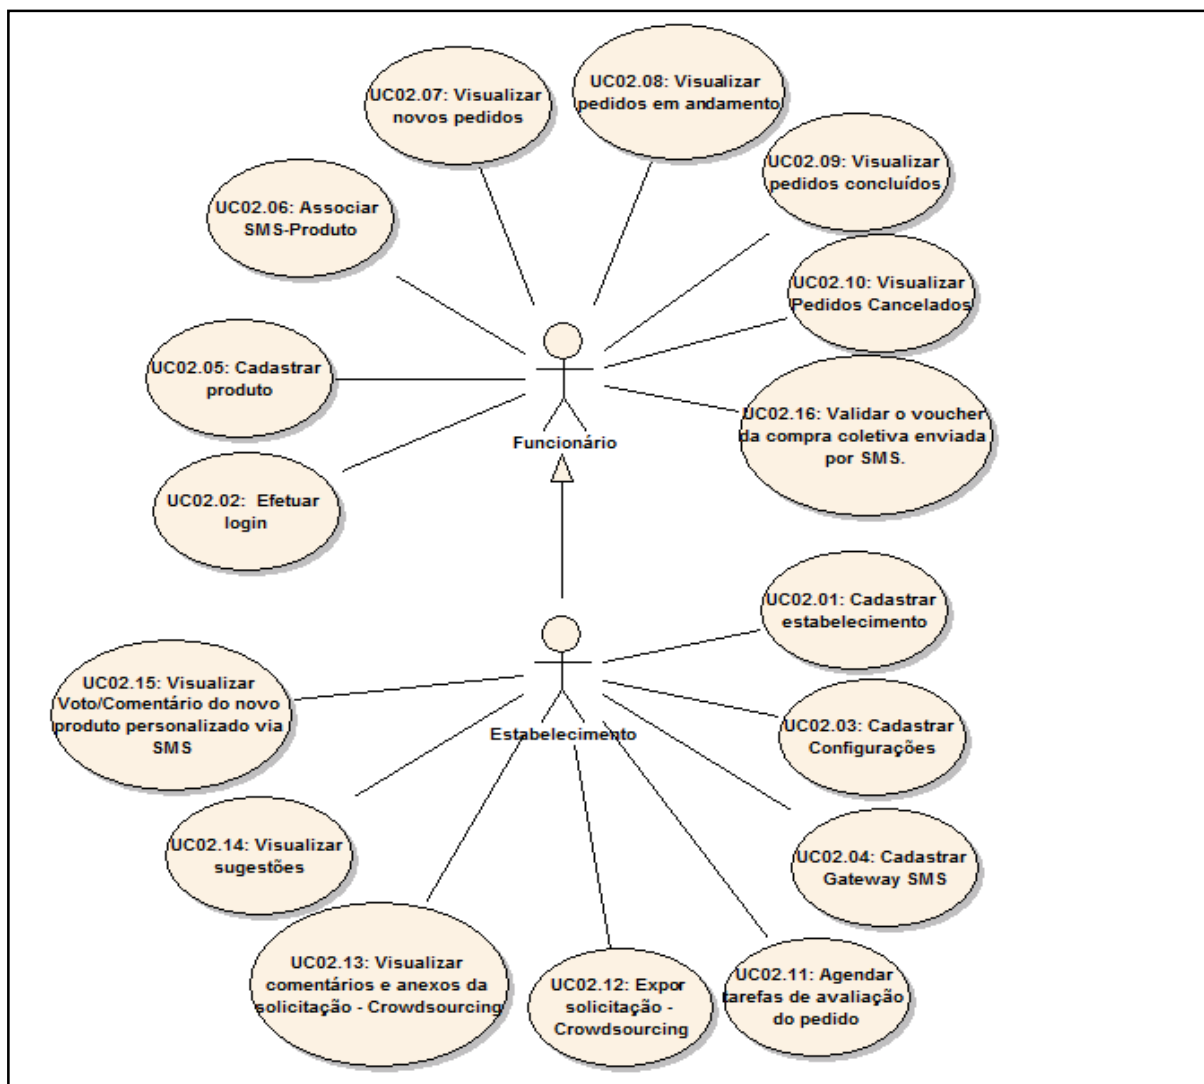 UC02.07: Visualizar
novos pedidos
UC02.08: Visualizar
pedidos em andamento
UC02.09: Visualizar
pedidos concluídos
UC02.06: Associar
SMS-Produto
UC02.10: Visualizar
Pedidos Cancelados
UC02.05: Cadastrar
produto
UC02.16: Validar o voucher
da compra coletiva enviada
por SMS.
Funcionário
UC02.02: Efetuar
login
UC02.01: Cadastrar
estabelecimento
UC02.15: Visualizar
Voto/Comentário do novo
produto personalizado via
SMS
Estabelecimento
UC02.03: Cadastrar
Configurações
UC02.14: Visualizar
sugestões
UC02.04: Cadastrar
Gateway SMS
UC02.13: Visualizar
comentários e anexos da
solicitação - Crowdsourcing
UC02.12: Expor
solicitação -
Crowdsourcing
UC02.11: Agendar
tarefas de avaliação
do pedido